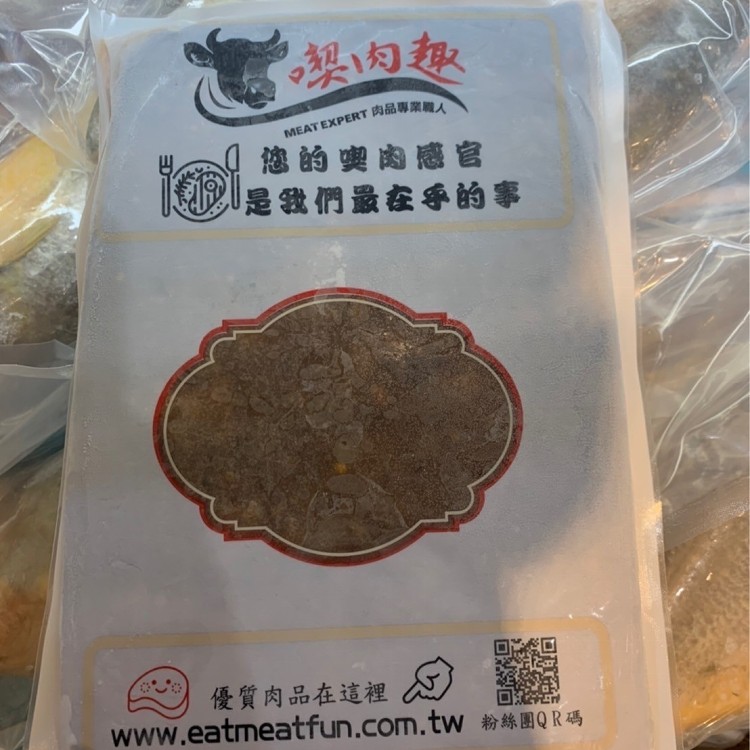 喫肉趣
MEAT EXPERT 肉品專業職人
您的喫肉感官
是我們最在乎的事
優質肉品在這裡
www.eatmeatfun.com.tw
粉絲團QR碼